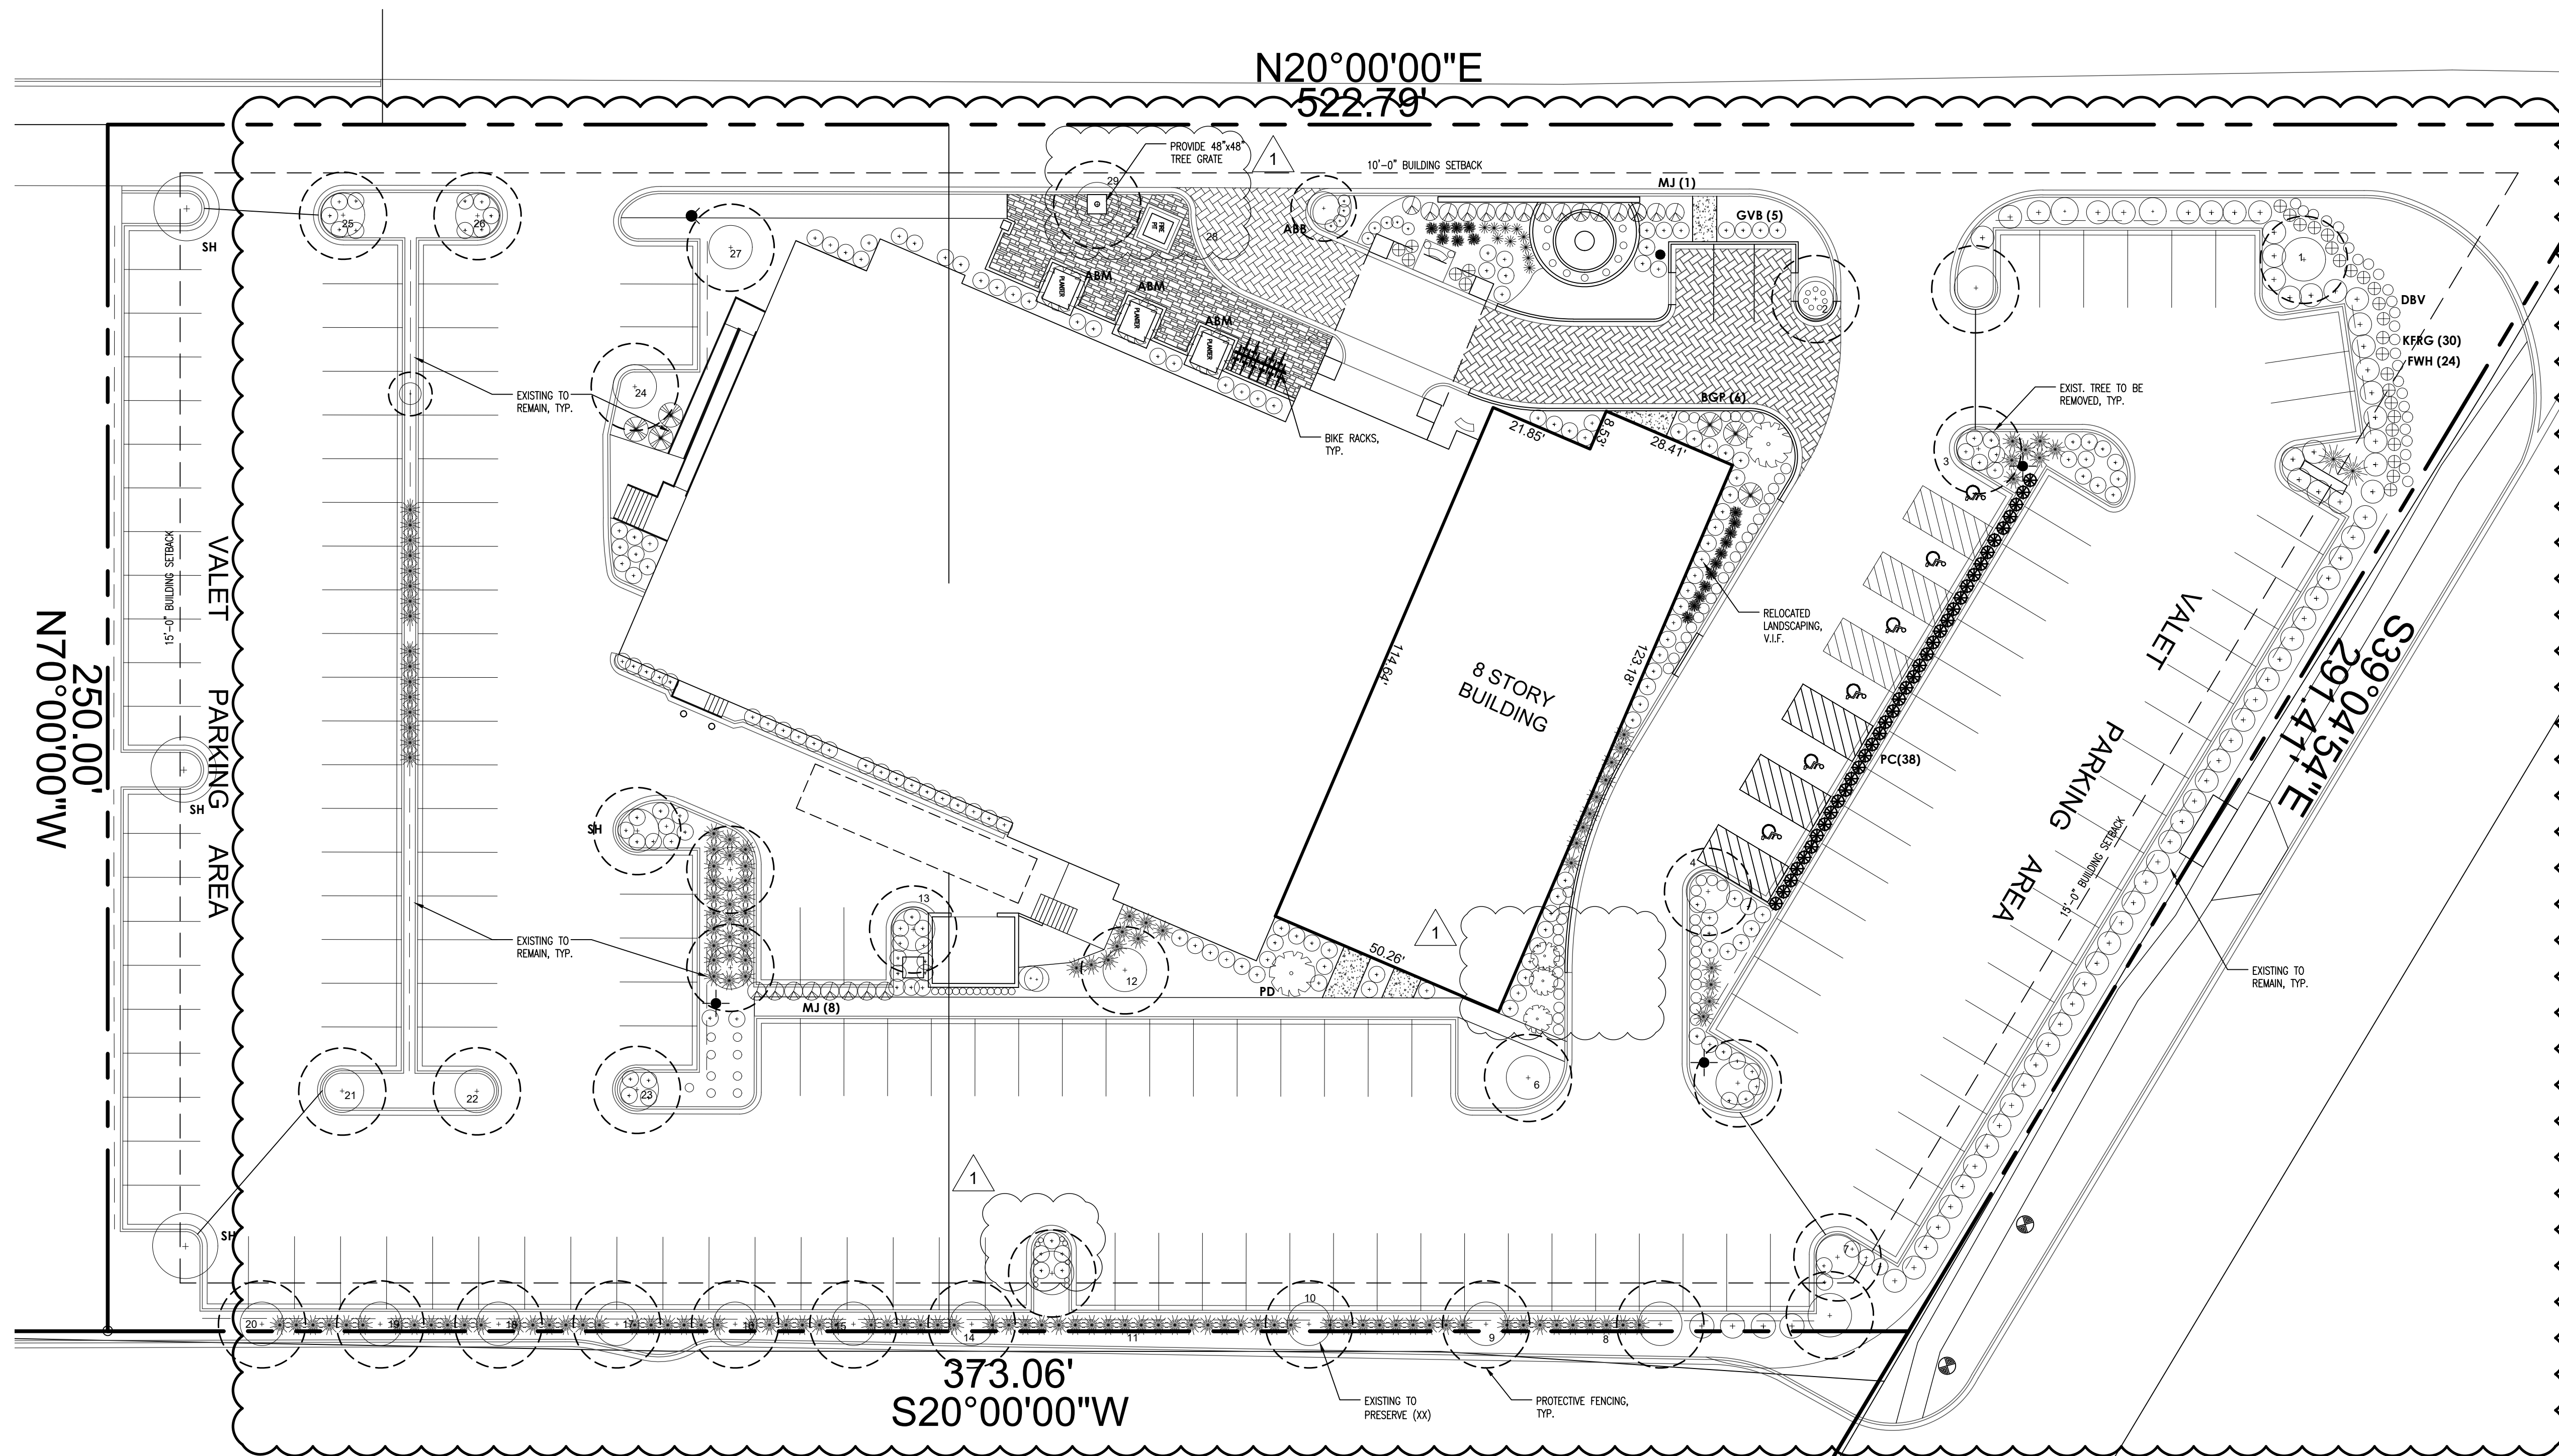 N20°00'00"E
522.79'
PROVIDE 48"x48"
TREE GRATE
1
10'-0" BUILDING SETBACK
MJ (1)
GVB (5)
29
28
FIRE
PIT
ABB
SH
25
26
27
2
1
ABM
ABM
ABM
PLANTER
PLANTER
PLANTER
DBV
KFRG (30)
FWH (24)
EXISTING TO
REMAIN, TYP.
24
EXIST. TREE TO BE
REMOVED, TYP.
BGP (6)
BIKE RACKS,
TYP.
21.85'
8.53'
28.41'
3
15'-0" BUILDING SETBACK
VALET PARKING AREA
N70°00'00"W
250.00'
RELOCATED
LANDSCAPING,
V.I.F.
114.64'
123.18'
8 STORY
BUILDING
VALET PARKING AREA
S39°04'54"E
291.41'
15'-0" BUILDING SETBACK
PC(38)
SH
SH
4
13
1
EXISTING TO
REMAIN, TYP.
50.26'
12
PD
MJ (8)
EXISTING TO
REMAIN, TYP.
21
22
23
6
1
SH
7
20
19
18
17
16
15
14
11
10
9
8
373.06'
S20°00'00"W
EXISTING TO
PRESERVE (XX)
PROTECTIVE FENCING,
TYP.